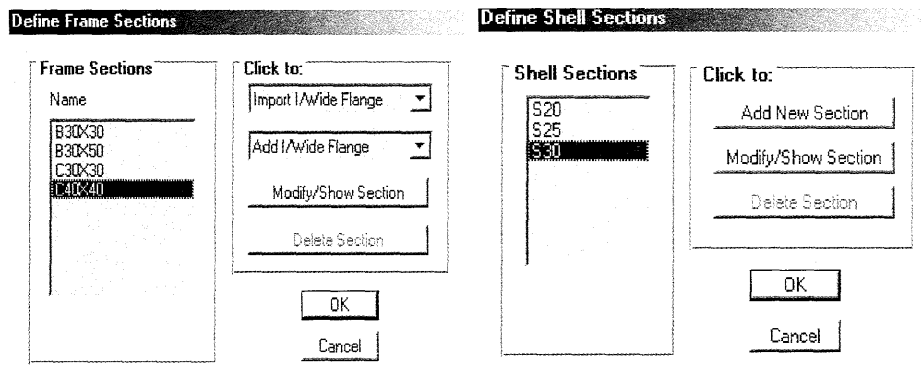 Define Frame Sections
Frame Sections
Name
B30X30
B30X50
C30X30
C40X40
Click to:
Import I/Wide Flange
Add I/Wide Flange
Modify/Show Section
Delete Section
OK
Cancel
Define Shell Sections
Shell Sections
S20
S25
S30
Click to:
Add New Section
Modify/Show Section
Delete Section
OK
Cancel